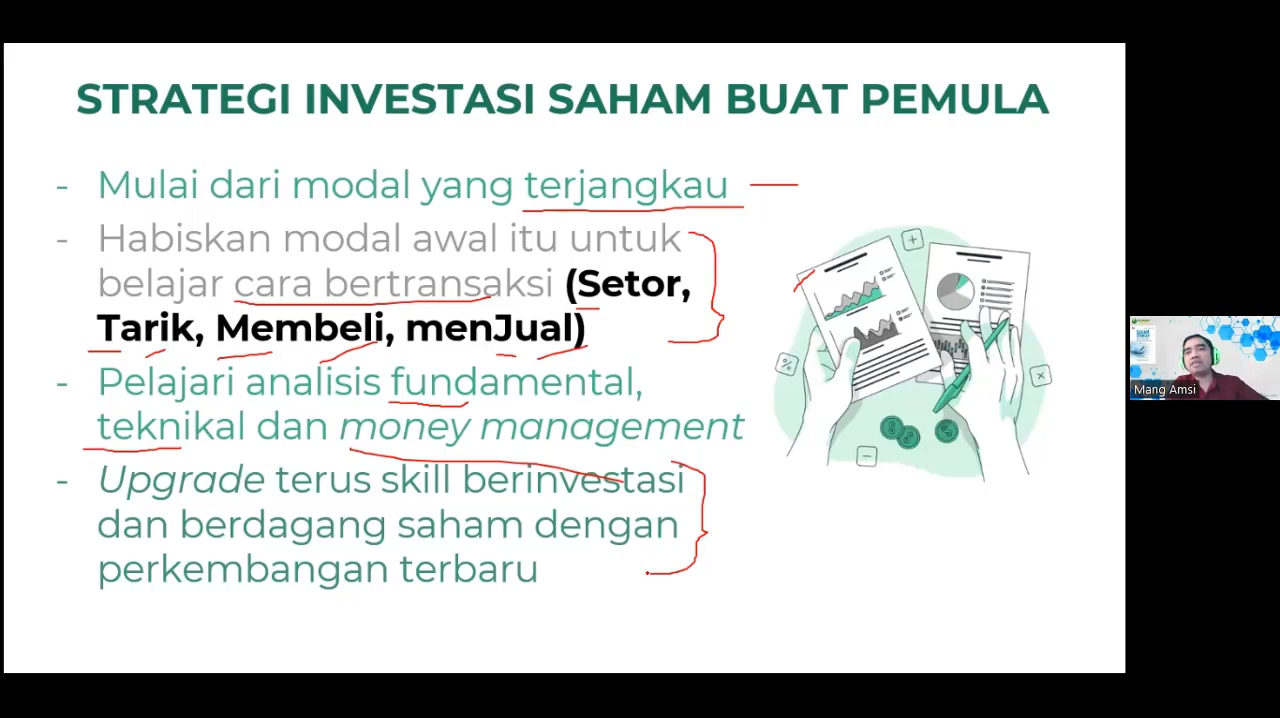 STRATEGI INVESTASI SAHAM BUAT PEMULA
- Mulai dari modal yang terjangkau
- Habiskan modal awal itu untuk
belajar cara bertransaksi (Setor,
Tarik, Membeli, menJual)
- Pelajari analisis fundamental,
teknikal dan money management
- Upgrade terus skill berinvestasi
dan berdagang saham dengan
perkembangan terbaru
Mang Amsi